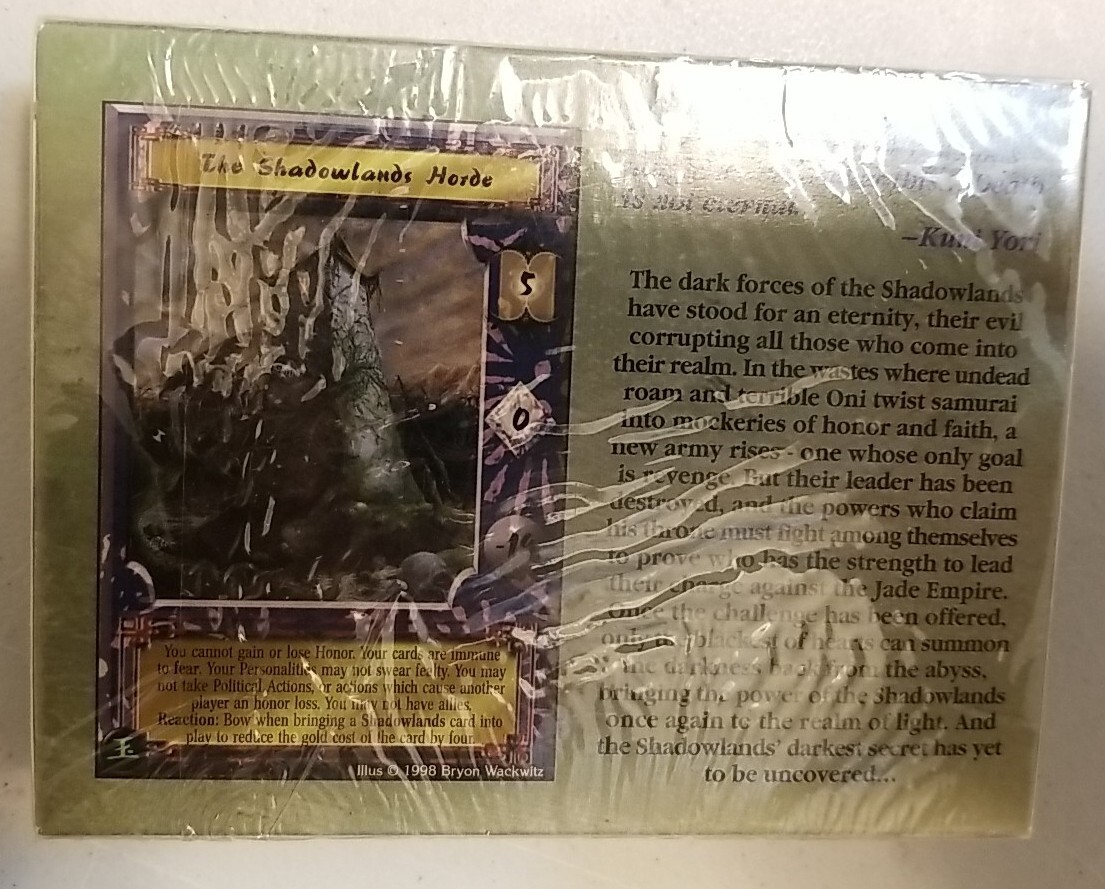 The Shadowlands Horde
5
0
You cannot gain or lose Honor. Your cards are immune
to fear. Your Personalities may not swear fealty. You may
not take Political Actions, or actions which cause another
player an honor loss. You may not have allies.
Reaction: Bow when bringing a Shadowlands card into
play to reduce the gold cost of the card by four.
玉
Illus © 1998 Bryon Wackwitz
is not eternal.
–Kuni Yori
The dark forces of the Shadowlands
have stood for an eternity, their evil
corrupting all those who come into
their realm. In the wastes where undead
roam and terrible Oni twist samurai
into mockeries of honor and faith, a
new army rises - one whose only goal
is revenge. But their leader has been
destroyed, and the powers who claim
his throne must fight among themselves
to prove who has the strength to lead
their charge against the Jade Empire.
Once the challenge has been offered,
only the blackest of hearts can summon
the darkness back from the abyss,
bringing the power of the Shadowlands
once again to the realm of light. And
the Shadowlands' darkest secret has yet
to be uncovered...